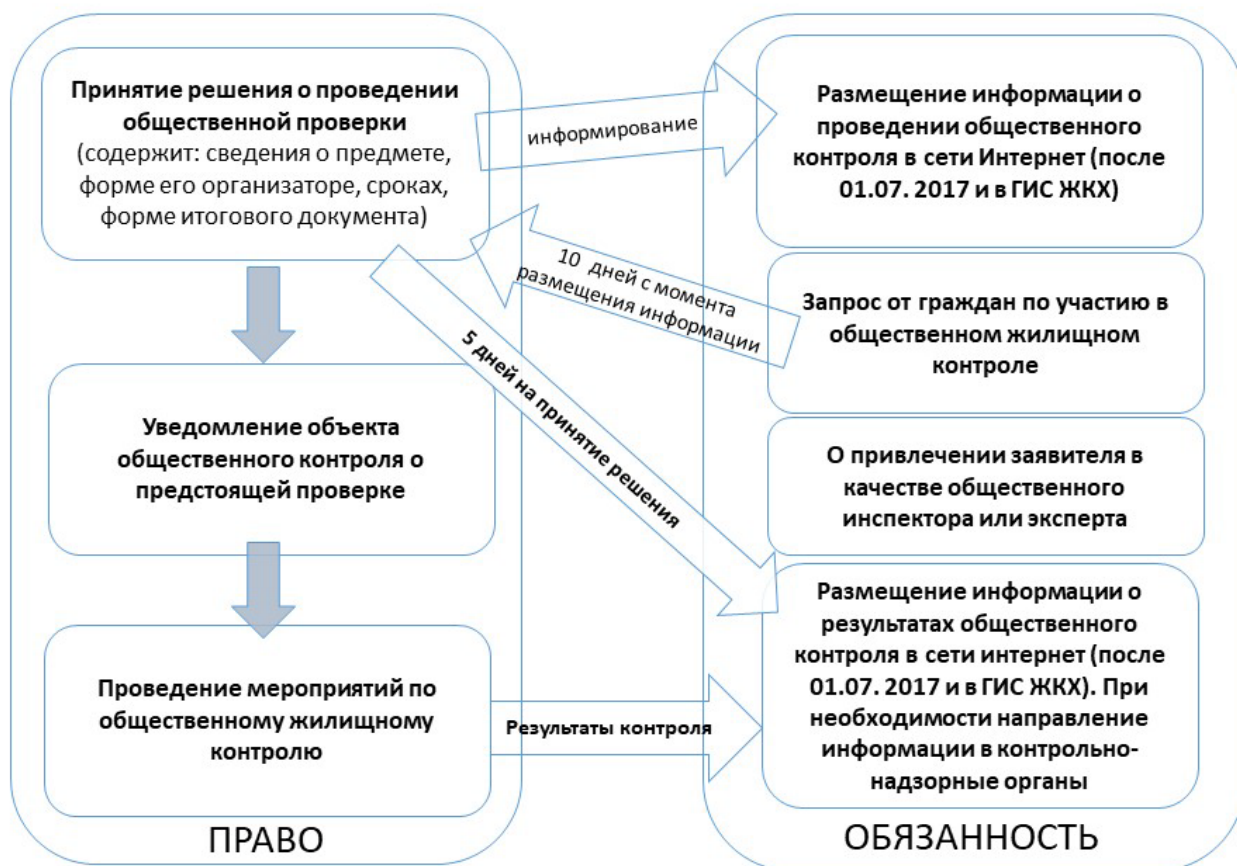 Принятие решения о проведении
общественной проверки
(содержит: сведения о предмете,
форме его организаторе, сроках,
форме итогового документа)
информирование
Размещение информации о
проведении общественного
контроля в сети Интернет (после
01.07. 2017 и в ГИС ЖКХ)
10 дней с момента
размещения информации
Запрос от граждан по участию в
общественном жилищном
контроле
5 дней на принятие решения
Уведомление объекта
общественного контроля о
предстоящей проверке
О привлечении заявителя в
качестве общественного
инспектора или эксперта
Проведение мероприятий по
общественному жилищному
контролю
Результаты контроля
Размещение информации о
результатах общественного
контроля в сети интернет (после
01.07. 2017 и в ГИС ЖКХ). При
необходимости направление
информации в контрольно-
надзорные органы
ПРАВО
ОБЯЗАННОСТЬ